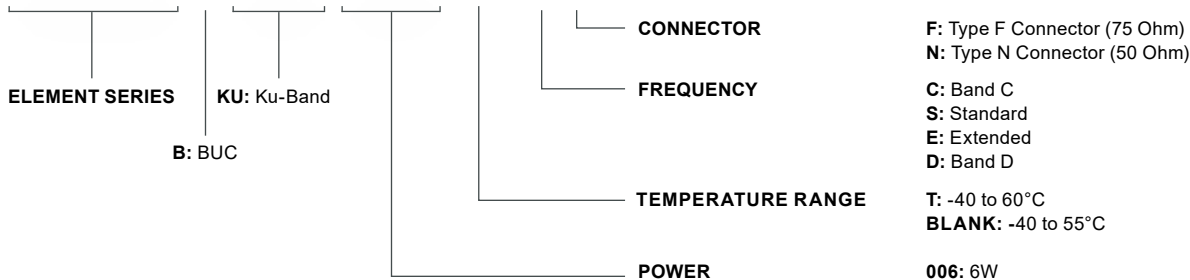 CONNECTOR
F: Type F Connector (75 Ohm)
N: Type N Connector (50 Ohm)
ELEMENT SERIES
KU: Ku-Band
B: BUC
FREQUENCY
C: Band C
S: Standard
E: Extended
D: Band D
TEMPERATURE RANGE
T: -40 to 60°C
BLANK: -40 to 55°C
POWER
006: 6W